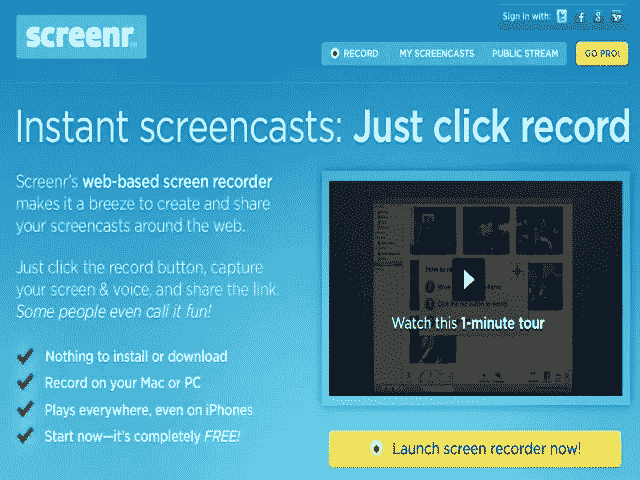 Sign in with:
screenr
RECORD MY SCREENCASTS PUBLIC STREAM GO PRO!
Instant screencasts: Just click record
Screenr's web-based screen recorder
makes it a breeze to create and share
your screencasts around the web.
Just click the record button, capture
your screen & voice, and share the link.
Some people even call it fun!
Nothing to install or download
Record on your Mac or PC
Plays everywhere, even on iPhones
Start now—it's completely FREE!
How to
Watch this 1-minute tour
Launch screen recorder now!